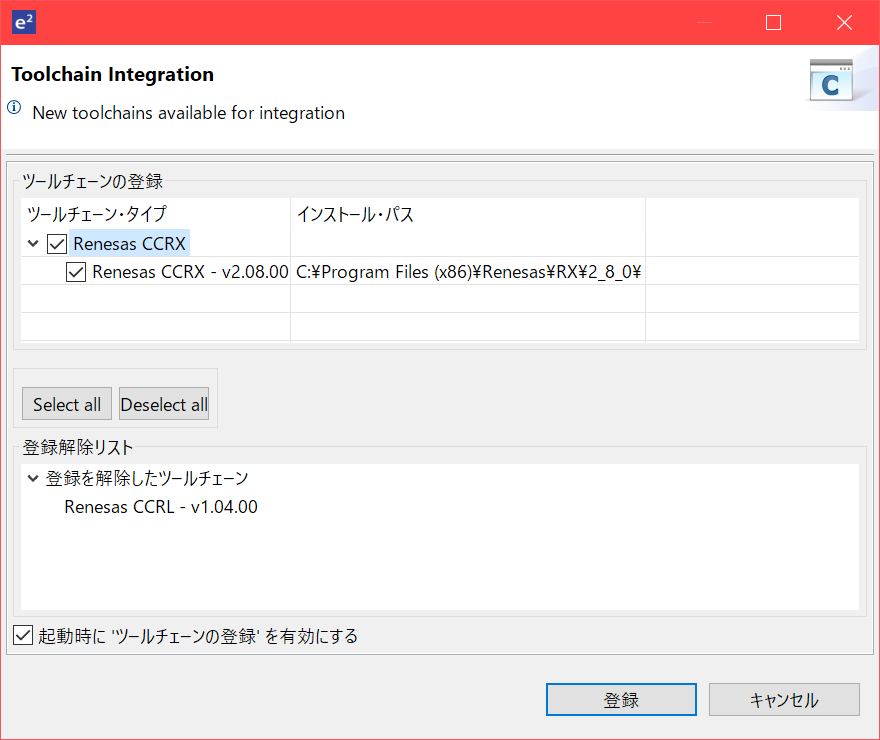 e²
Toolchain Integration
New toolchains available for integration
C
ツールチェーンの登録
ツールチェーン・タイプ インストール・パス
Renesas CCRX
Renesas CCRX - v2.08.00 C:¥Program Files (x86)¥Renesas¥RX¥2_8_0¥
Select all Deselect all
登録解除リスト
登録を解除したツールチェーン
Renesas CCRL - v1.04.00
起動時に 'ツールチェーンの登録' を有効にする
登録 キャンセル